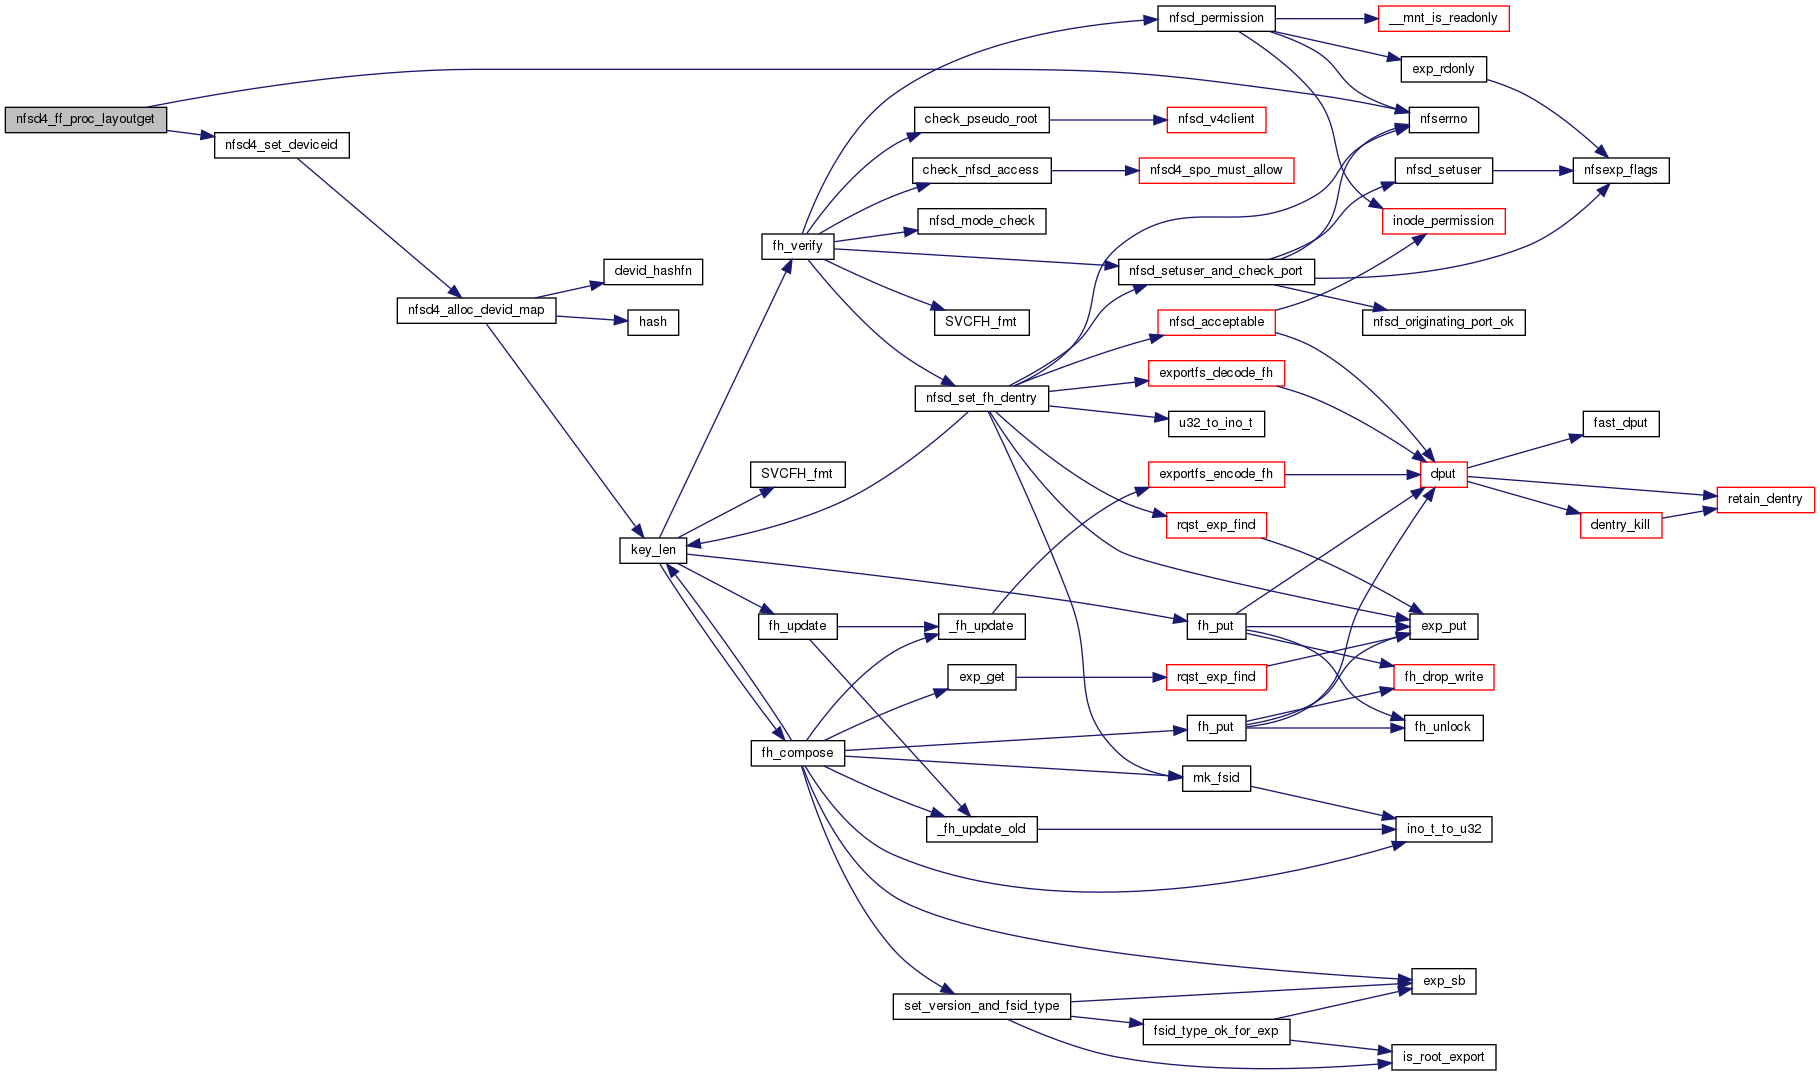 nfsd_permission
__mnt_is_readonly
exp_rdonly
nfsd4_ff_proc_layoutget
check_pseudo_root
nfsd_v4client
nfserrno
nfsd4_set_deviceid
check_nfsd_access
nfsd4_spo_must_allow
nfsd_setuser
nfsexp_flags
nfsd_mode_check
inode_permission
fh_verify
devid_hashfn
nfsd_setuser_and_check_port
nfsd4_alloc_devid_map
hash
SVCFH_fmt
nfsd_acceptable
nfsd_originating_port_ok
exportfs_decode_fh
nfsd_set_fh_dentry
u32_to_ino_t
fast_dput
SVCFH_fmt
exportfs_encode_fh
dput
retain_dentry
rqst_exp_find
dentry_kill
key_len
fh_update
_fh_update
fh_put
exp_put
exp_get
rqst_exp_find
fh_drop_write
fh_put
fh_unlock
fh_compose
mk_fsid
_fh_update_old
ino_t_to_u32
exp_sb
set_version_and_fsid_type
fsid_type_ok_for_exp
is_root_export